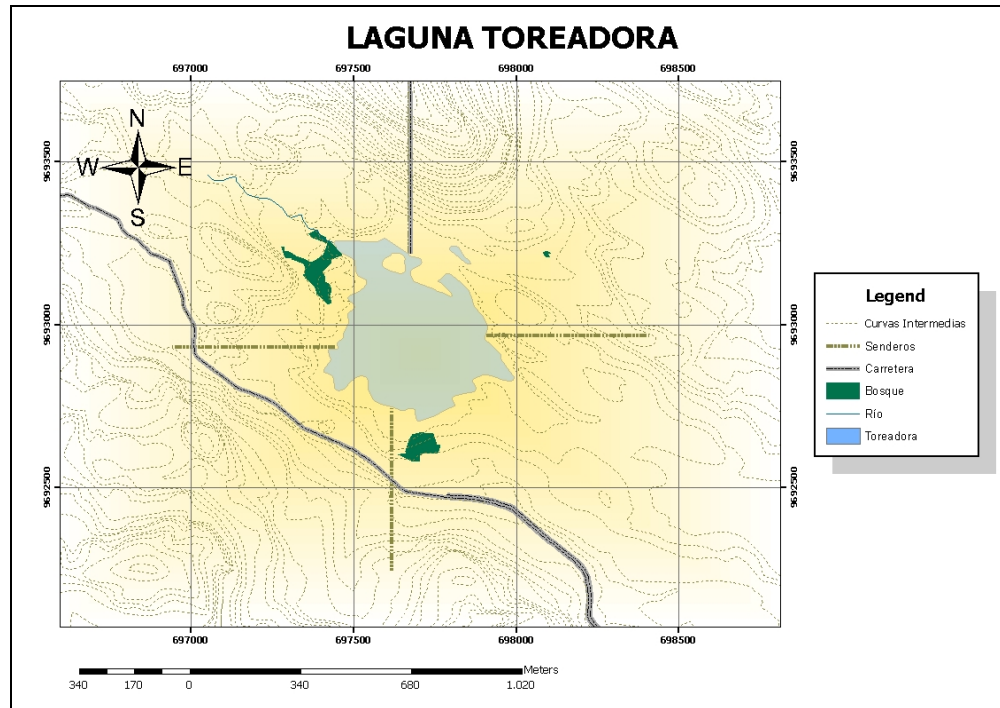 LAGUNA TOREADORA
697000 697500 698000 698500
N
W E
S
9693500 9693500
9693000 9693000
9692500 9692500
697000 697500 698000 698500
Legend
Curvas Intermedias
Senderos
Carretera
Bosque
Río
Toreadora
Meters
340 170 0 340 680 1.020